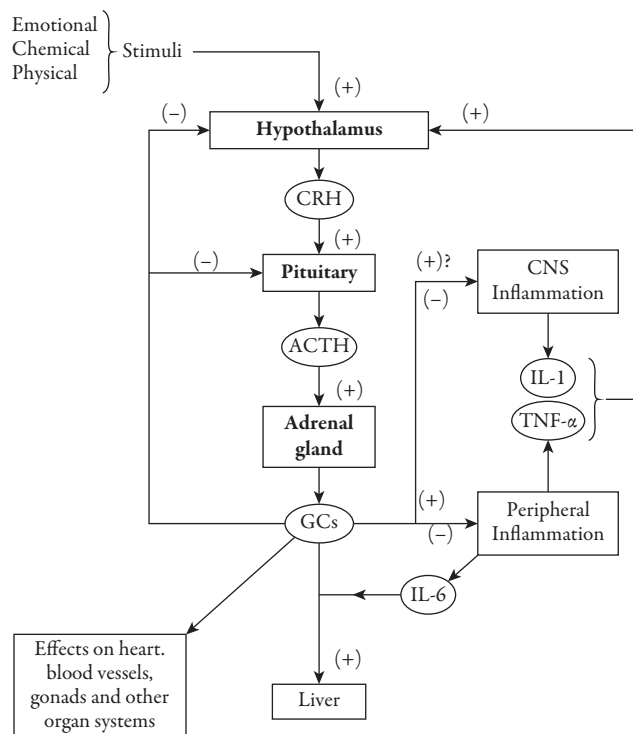 Emotional
Chemical
Physical
Stimuli
(+)
(−)
Hypothalamus
(+)
CRH
(+)
(−)
Pituitary
(+)?
(−)
CNS
Inflammation
ACTH
(+)
IL-1
TNF-α
Adrenal
gland
GCs
(+)
(−)
Peripheral
Inflammation
IL-6
Effects on heart.
blood vessels,
gonads and other
organ systems
(+)
Liver